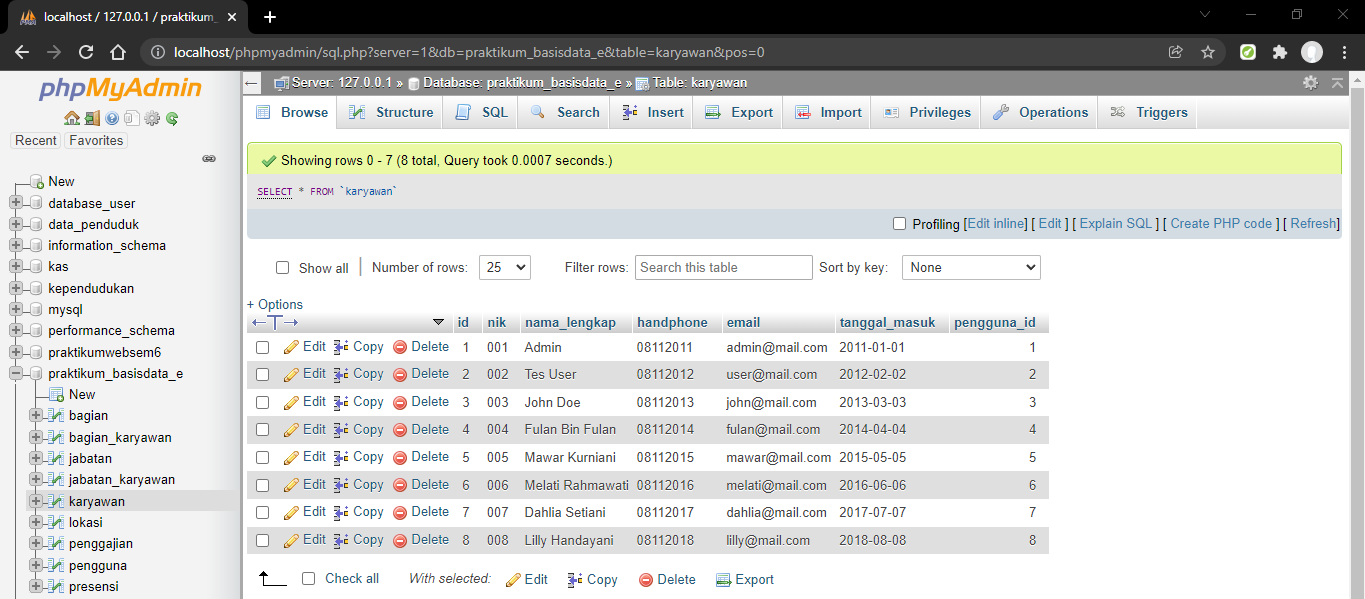 localhost / 127.0.0.1 / praktikum_
localhost/phpmyadmin/sql.php?server=1&db=praktikum_basisdata_e&table=karyawan&pos=0
phpMyAdmin
Recent Favorites
New
database_user
data_penduduk
information_schema
kas
kependudukan
mysql
performance_schema
praktikumwebsem6
praktikum_basisdata_e
New
bagian
bagian_karyawan
jabatan
jabatan_karyawan
karyawan
lokasi
penggajian
pengguna
presensi
Server: 127.0.0.1 » Database: praktikum_basisdata_e » Table: karyawan
Browse Structure SQL Search Insert Export Import Privileges Operations Triggers
Showing rows 0 - 7 (8 total, Query took 0.0007 seconds.)
SELECT * FROM `karyawan`
Profiling [Edit inline] [ Edit ] [ Explain SQL ] [ Create PHP code ] [ Refresh]
Show all | Number of rows: 25 Filter rows: Search this table Sort by key: None
+ Options
←T→ id nik nama_lengkap handphone email tanggal_masuk pengguna_id
Edit Copy Delete 1 001 Admin 08112011 admin@mail.com 2011-01-01 1
Edit Copy Delete 2 002 Tes User 08112012 user@mail.com 2012-02-02 2
Edit Copy Delete 3 003 John Doe 08112013 john@mail.com 2013-03-03 3
Edit Copy Delete 4 004 Fulan Bin Fulan 08112014 fulan@mail.com 2014-04-04 4
Edit Copy Delete 5 005 Mawar Kurniani 08112015 mawar@mail.com 2015-05-05 5
Edit Copy Delete 6 006 Melati Rahmawati 08112016 melati@mail.com 2016-06-06 6
Edit Copy Delete 7 007 Dahlia Setiani 08112017 dahlia@mail.com 2017-07-07 7
Edit Copy Delete 8 008 Lilly Handayani 08112018 lilly@mail.com 2018-08-08 8
Check all With selected: Edit Copy Delete Export